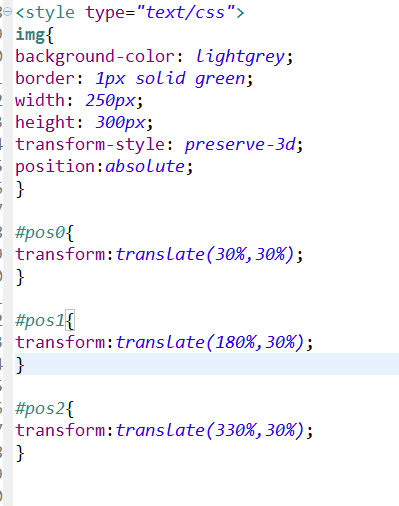 <style type="text/css">
img{
background-color: lightgrey;
border: 1px solid green;
width: 250px;
height: 300px;
transform-style: preserve-3d;
position:absolute;
}
#pos0{
transform:translate(30%,30%);
}
#pos1{
transform:translate(180%,30%);
}
#pos2{
transform:translate(330%,30%);
}